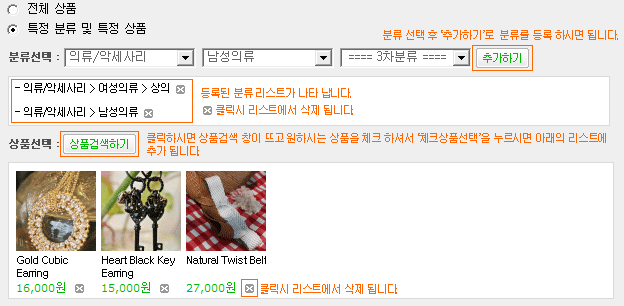 전체 상품
특정 분류 및 특정 상품
분류 선택 후 '추가하기'로 분류를 등록 하시면 됩니다.
분류선택 : 의류/악세사리 남성의류 ==== 3차분류 ==== 추가하기
- 의류/악세사리 > 여성의류 > 상의
등록된 분류리스트가 나타 납니다.
- 의류/악세사리 > 남성의류
클릭시 리스트에서 삭제 됩니다.
상품선택 : 상품검색하기
클릭하시면 상품검색 창이 뜨고 원하시는 상품을 체크 하셔서 '체크상품선택'을 누르시면 아래의 리스트에
추가 됩니다.
Gold Cubic
Earring
16,000원
Heart Black Key
Earring
15,000원
Natural Twist Belt
27,000원
클릭시 리스트에서 삭제 됩니다.